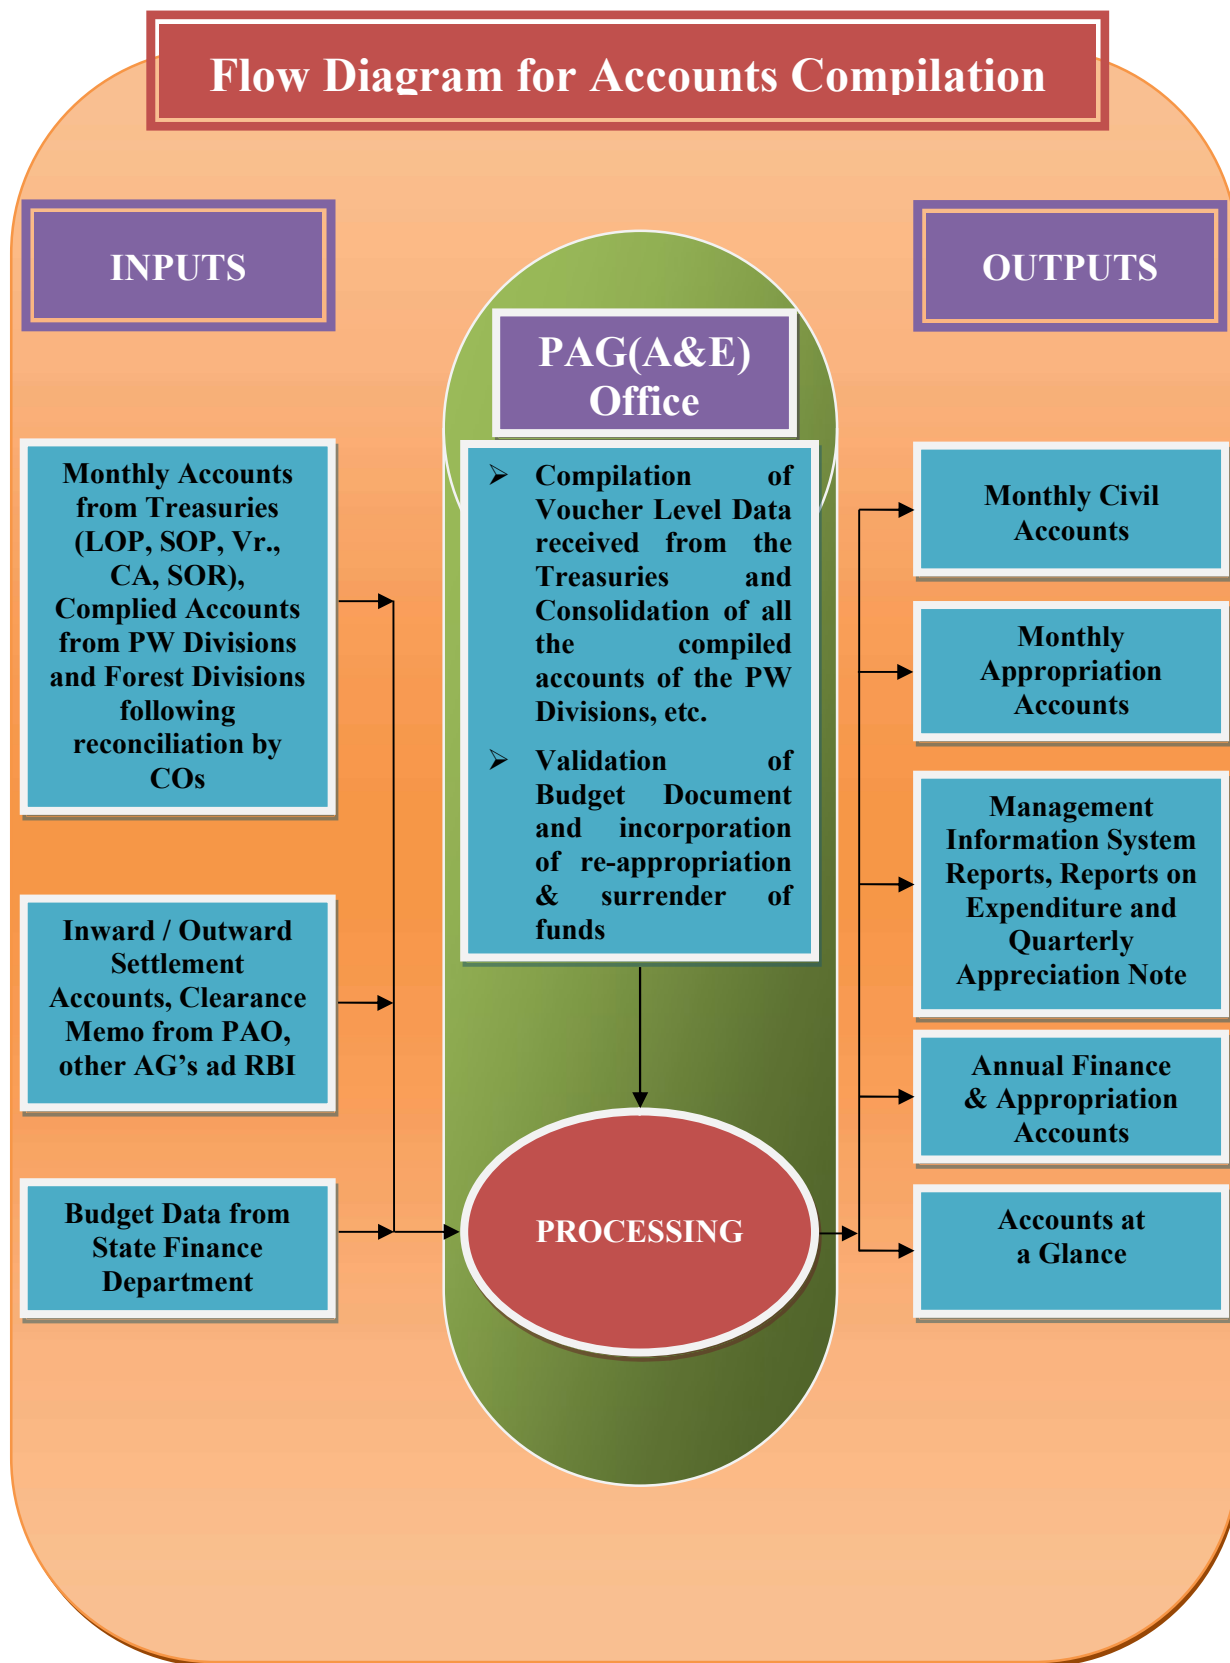 Flow Diagram for Accounts Compilation
INPUTS
Monthly Accounts
from Treasuries
(LOP, SOP, Vr.,
CA, SOR),
Complied Accounts
from PW Divisions
and Forest Divisions
following
reconciliation by
COs
Inward / Outward
Settlement
Accounts, Clearance
Memo from PAO,
other AG’s ad RBI
Budget Data from
State Finance
Department
PAG(A&E)
Office
➢ Compilation of
Voucher Level Data
received from the
Treasuries and
Consolidation of all
the compiled
accounts of the PW
Divisions, etc.
➢ Validation of
Budget Document
and incorporation
of re-appropriation
& surrender of
funds
PROCESSING
OUTPUTS
Monthly Civil
Accounts
Monthly
Appropriation
Accounts
Management
Information System
Reports, Reports on
Expenditure and
Quarterly
Appreciation Note
Annual Finance
& Appropriation
Accounts
Accounts at
a Glance